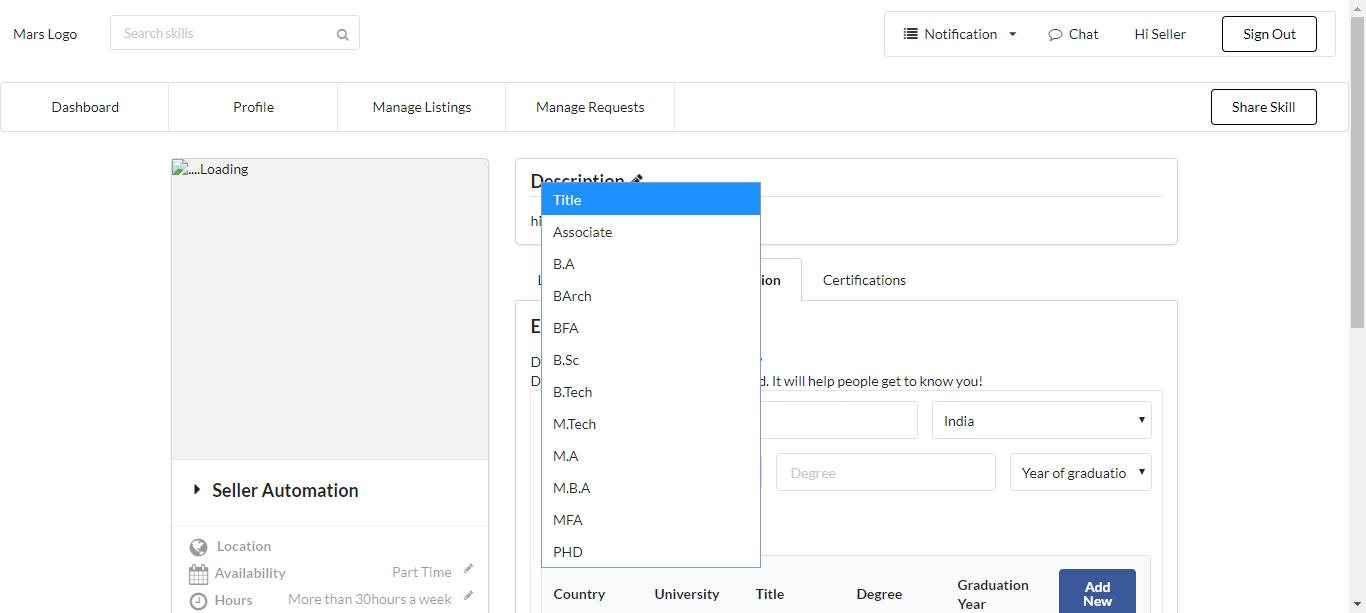 Mars Logo
Search skills
Notification
Chat
Hi Seller
Sign Out
Dashboard
Profile
Manage Listings
Manage Requests
Share Skill
....Loading
Description
Title
Associate
B.A
BArch
BFA
B.Sc
B.Tech
M.Tech
M.A
M.B.A
MFA
PHD
Certifications
It will help people get to know you!
India
Degree
Year of graduatio
Seller Automation
Location
Availability
Part Time
Hours
More than 30hours a week
Country
University
Title
Degree
Graduation
Year
Add
New